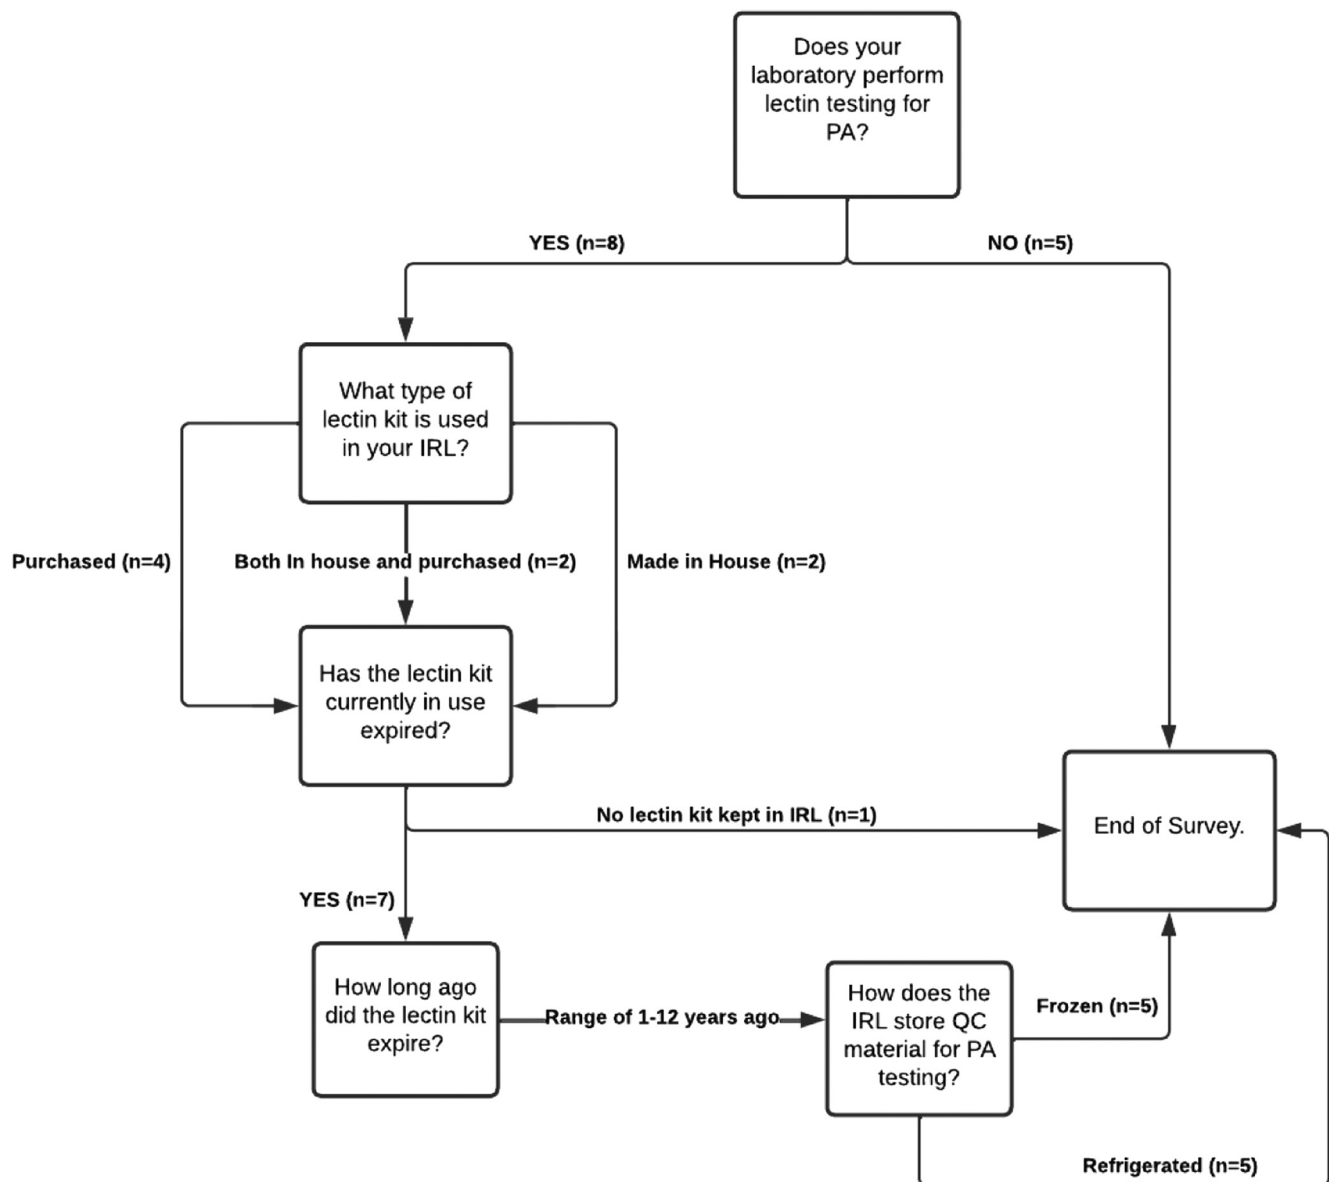 Does your
laboratory perform
lectin testing for
PA?
YES (n=8)
NO (n=5)
What type of
lectin kit is used
in your IRL?
Purchased (n=4)
Both In house and purchased (n=2)
Made in House (n=2)
Has the lectin kit
currently in use
expired?
No lectin kit kept in IRL (n=1)
End of Survey.
YES (n=7)
How long ago
did the lectin kit
expire?
Range of 1-12 years ago
How does the
IRL store QC
material for PA
testing?
Frozen (n=5)
Refrigerated (n=5)